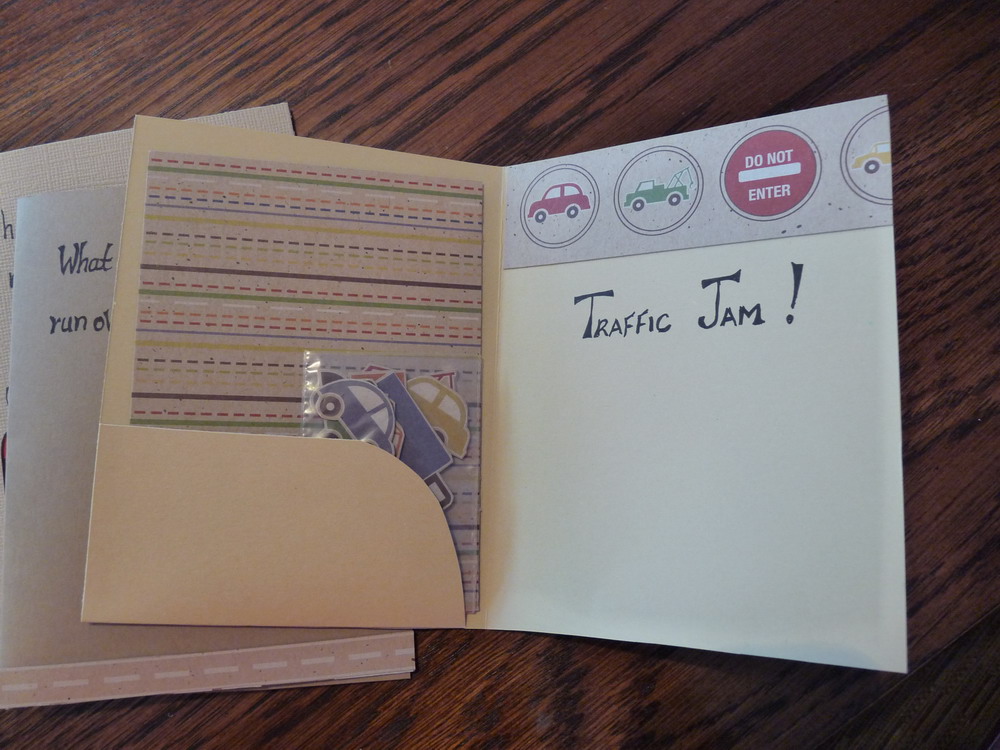 What
run
DO NOT
ENTER
TRAFFIC JAM!